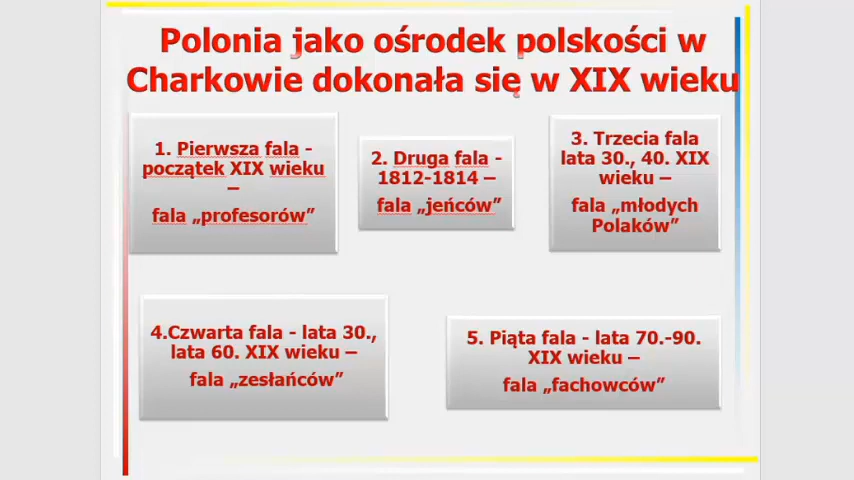 Polonia jako ośrodek polskości w
Charkowie dokonała się w XIX wieku
1. Pierwsza fala -
początek XIX wieku
–
fala „profesorów”
2. Druga fala -
1812-1814 –
fala „jeńców”
3. Trzecia fala
lata 30., 40. XIX
wieku –
fala „młodych
Polaków”
4.Czwarta fala - lata 30.,
lata 60. XIX wieku –
fala „zesłańców”
5. Piąta fala - lata 70.-90.
XIX wieku –
fala „fachowców”